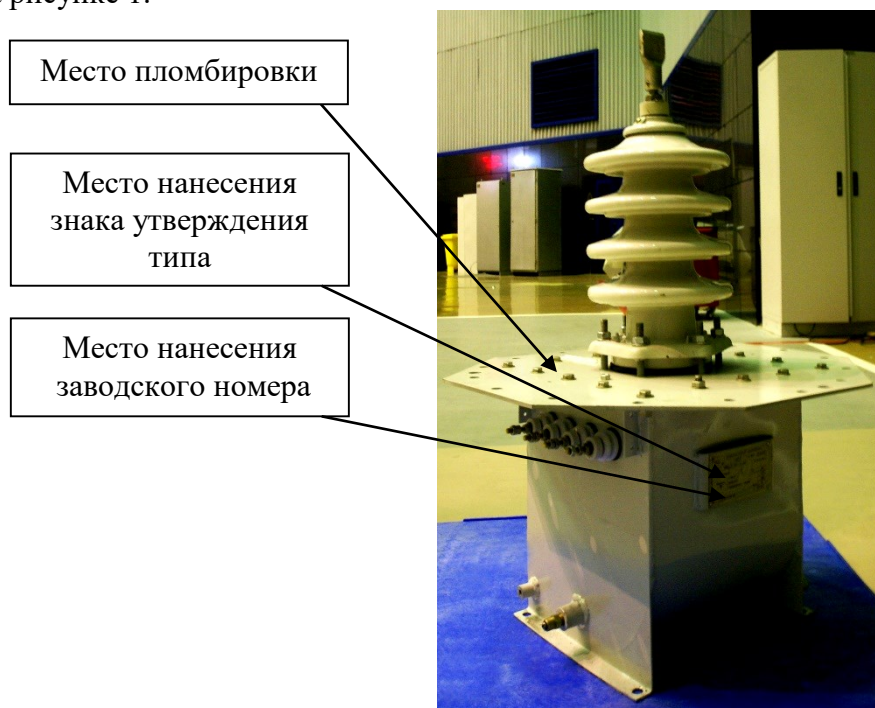 рисунке 1.
Место пломбировки
Место нанесения
знака утверждения
типа
Место нанесения
заводского номера